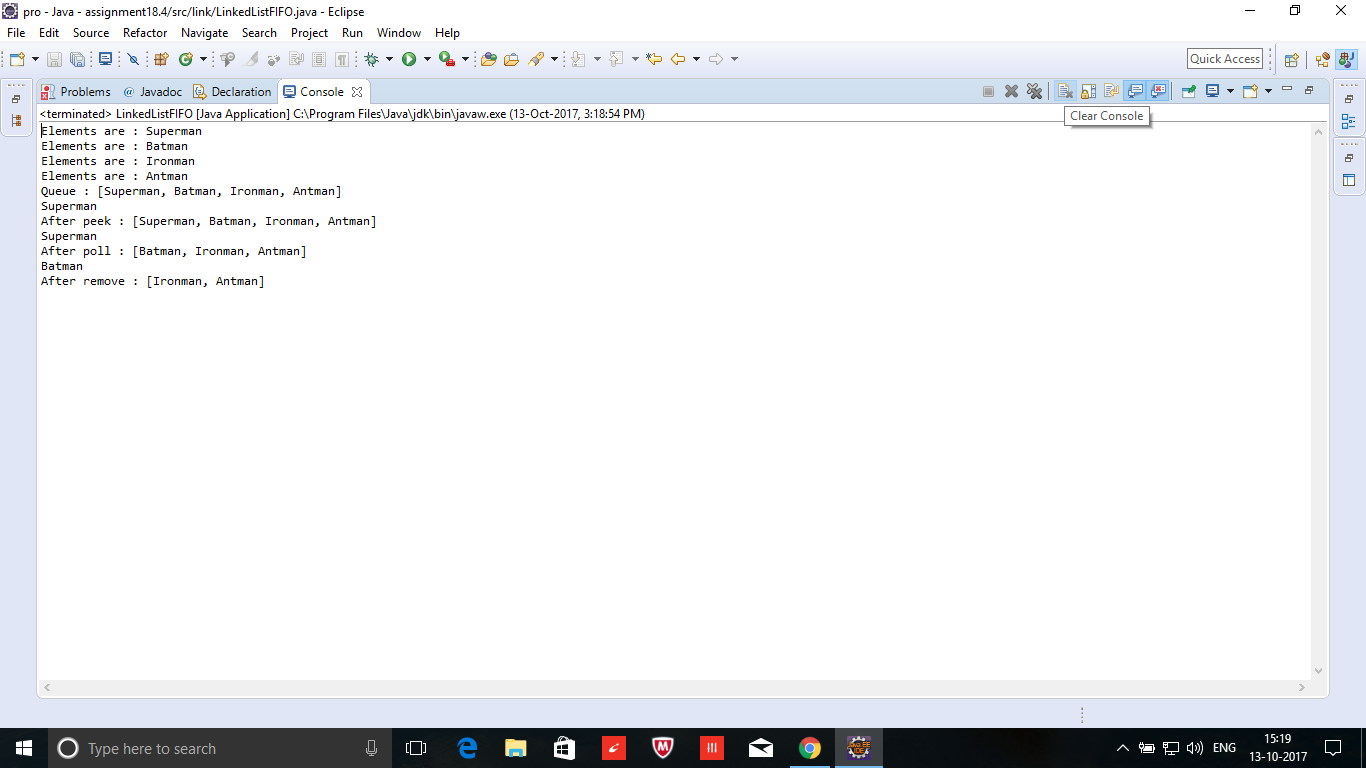 pro - Java - assignment18.4/src/link/LinkedListFIFO.java - Eclipse
File Edit Source Refactor Navigate Search Project Run Window Help
Quick Access
Problems @ Javadoc Declaration Console
<terminated> LinkedListFIFO [Java Application] C:\Program Files\Java\jdk\bin\javaw.exe (13-Oct-2017, 3:18:54 PM)
Clear Console
Elements are : Superman
Elements are : Batman
Elements are : Ironman
Elements are : Antman
Queue : [Superman, Batman, Ironman, Antman]
Superman
After peek : [Superman, Batman, Ironman, Antman]
Superman
After poll : [Batman, Ironman, Antman]
Batman
After remove : [Ironman, Antman]
Type here to search
ENG
15:19
13-10-2017